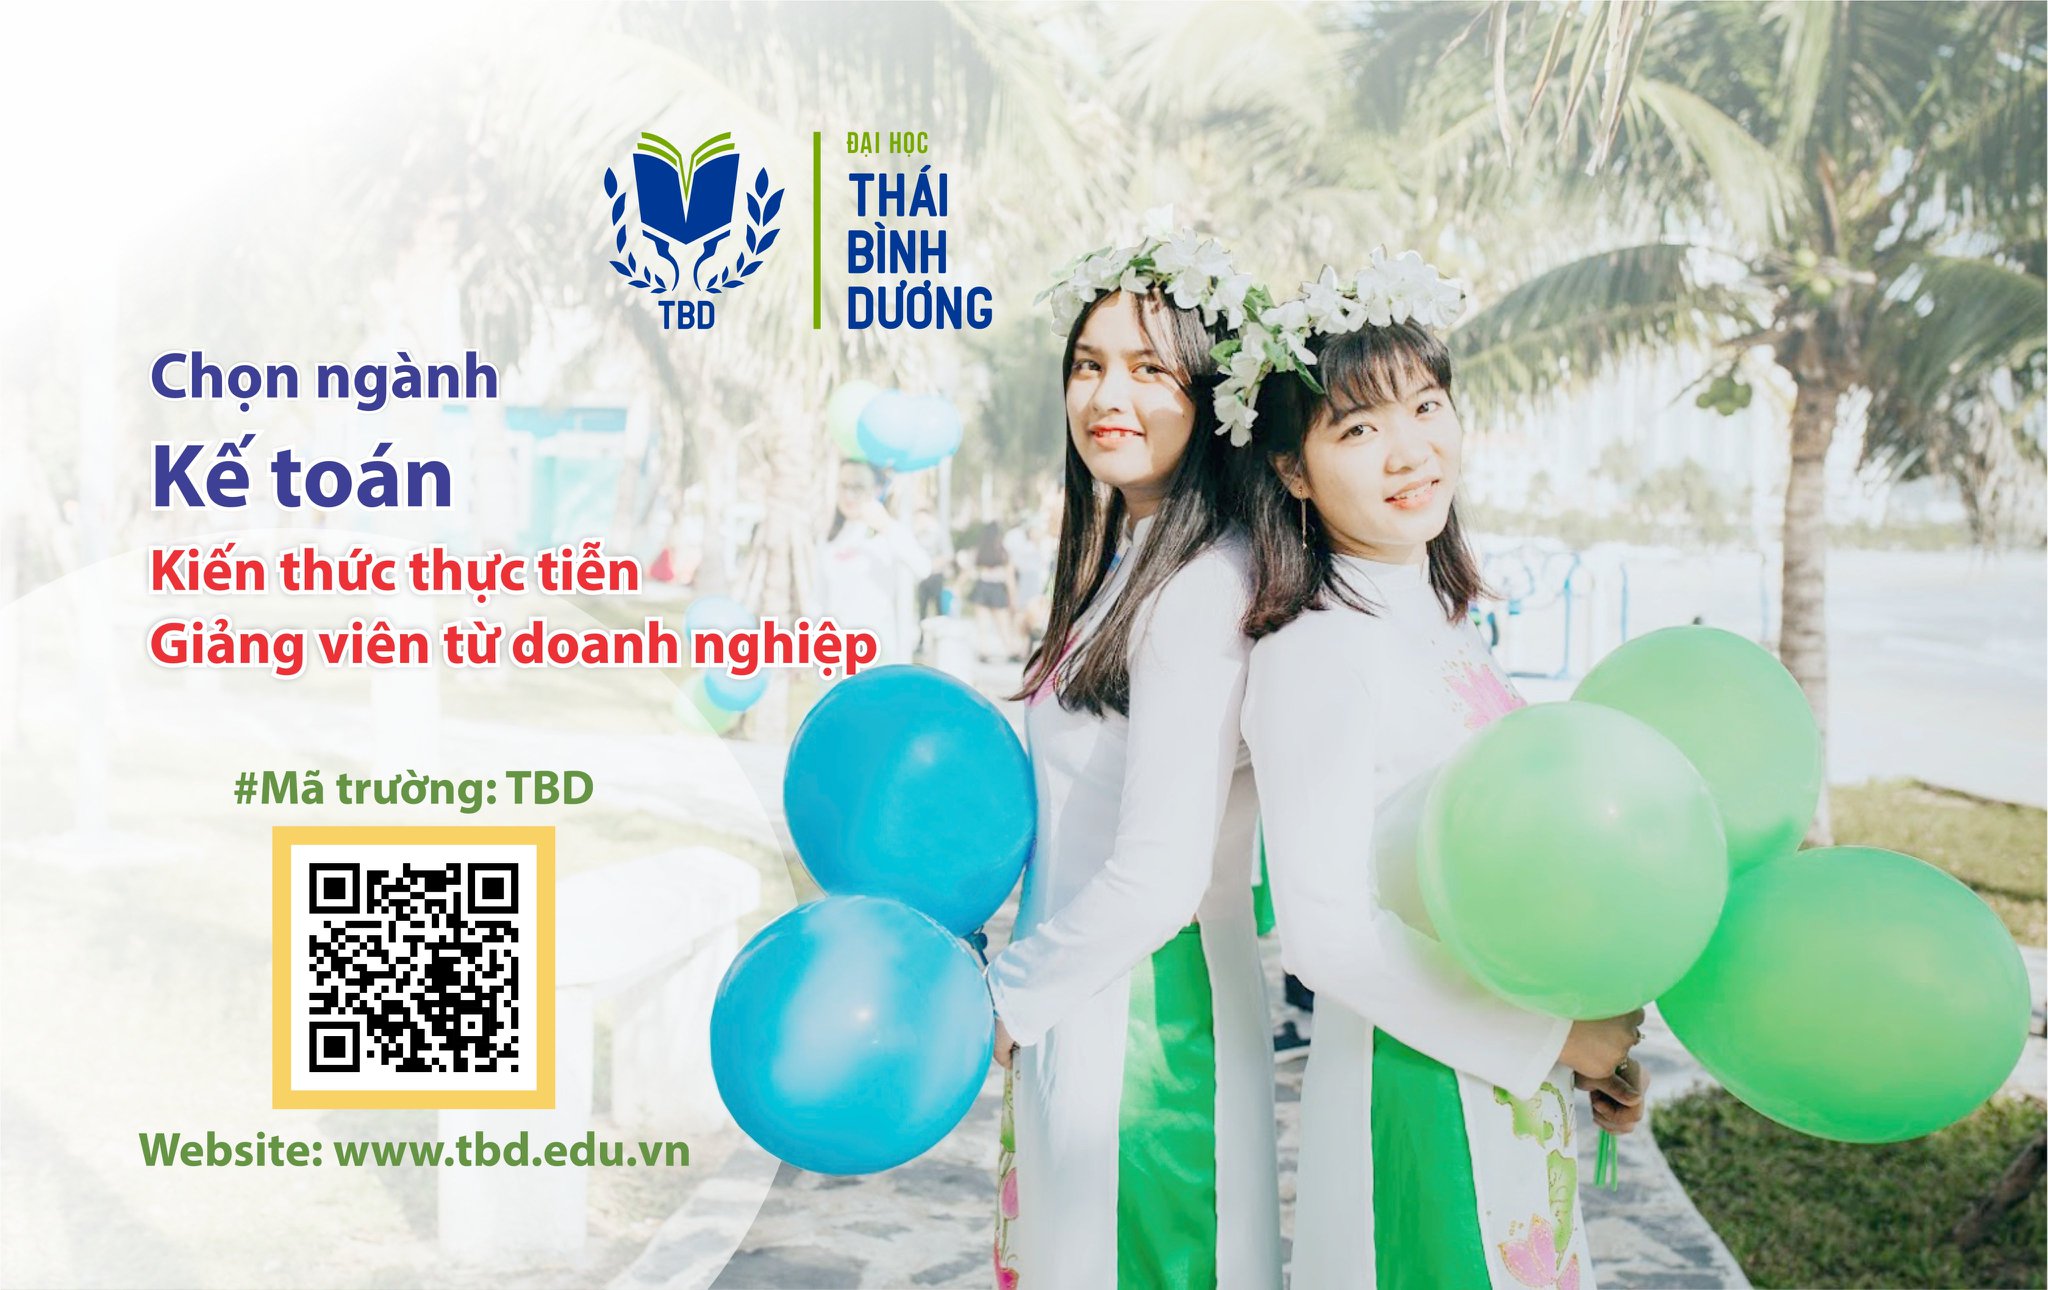 TBD
ĐẠI HỌC
THÁI
BÌNH
DƯƠNG
Chọn ngành
Kế toán
Kiến thức thực tiễn
Giảng viên từ doanh nghiệp
#Mã trường: TBD
Website: www.tbd.edu.vn